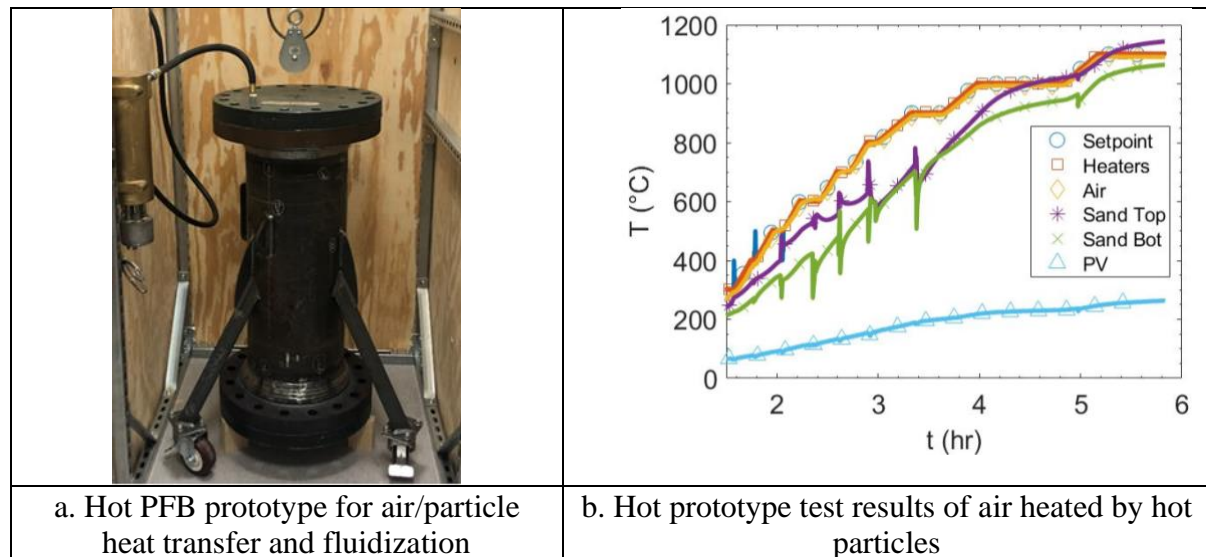 1200
1000
800
600
400
200
0
T (°C)
Setpoint
Heaters
Air
Sand Top
Sand Bot
PV
2
3
4
5
6
t (hr)
a. Hot PFB prototype for air/particle
heat transfer and fluidization
b. Hot prototype test results of air heated by hot
particles